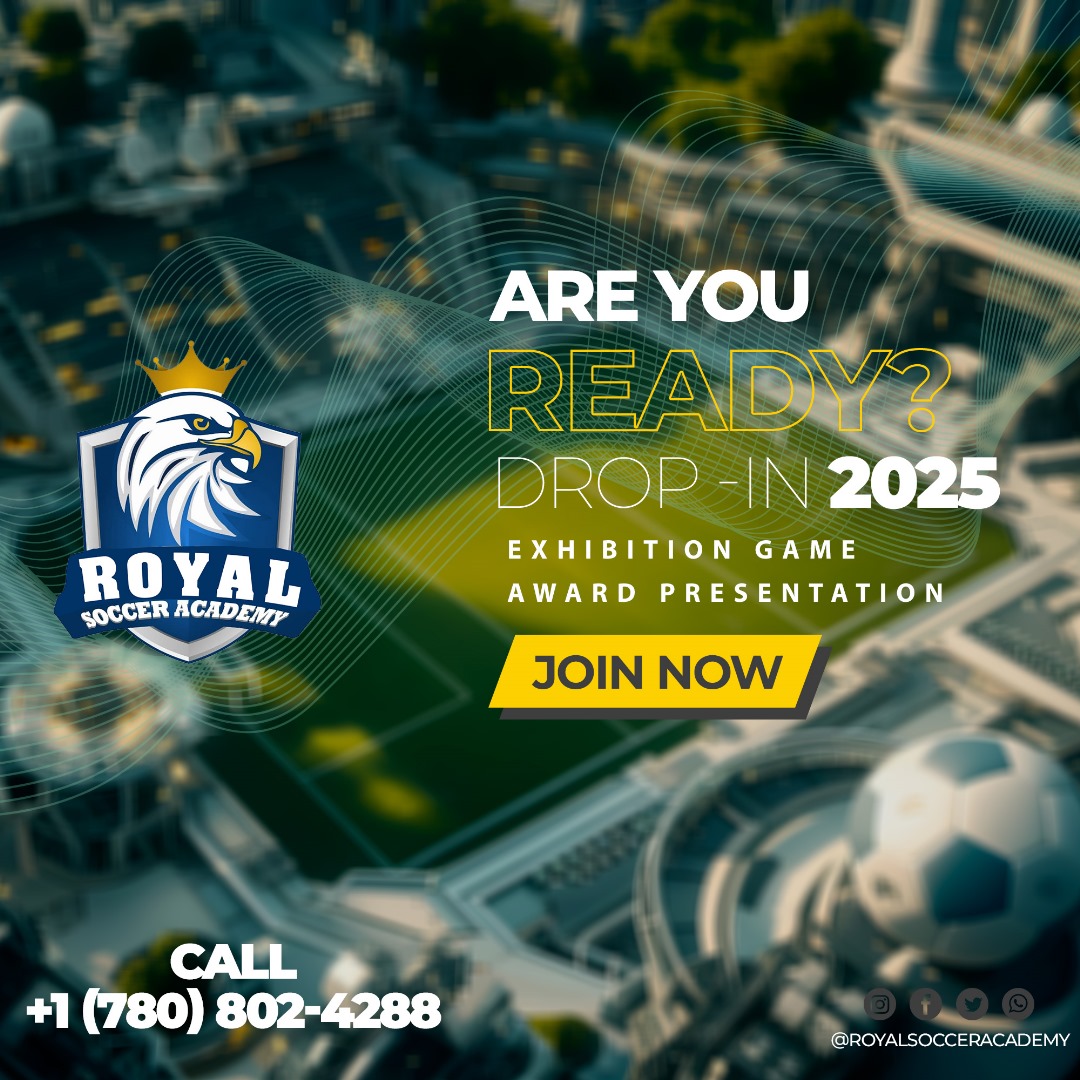 ARE YOU
READY?
DROP -IN 2025
EXHIBITION GAME
AWARD PRESENTATION
JOIN NOW
ROYAL
SOCCER ACADEMY
CALL
+1 (780) 802-4288
@ROYALSOCCERACADEMY